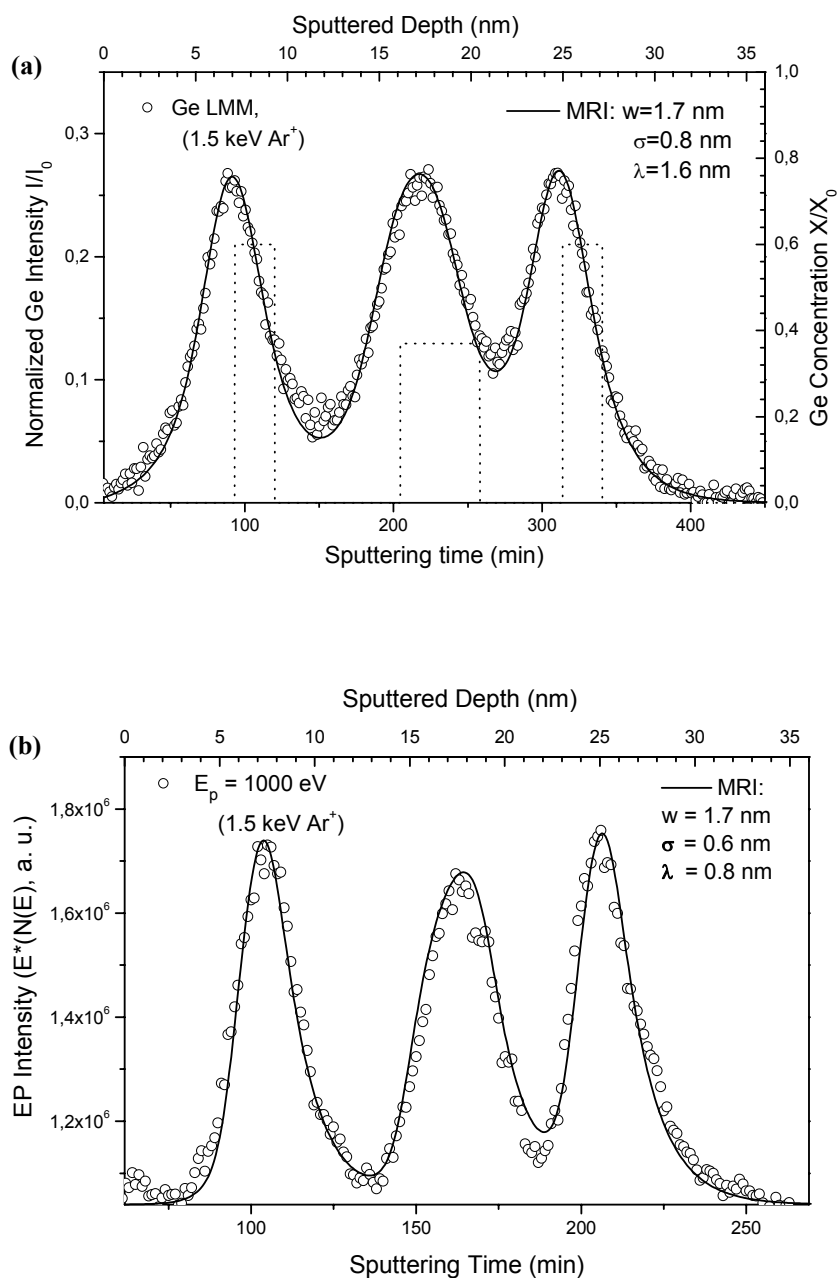 Sputtered Depth (nm)
(a)
0 5 10 15 20 25 30 35
Ge LMM,
(1.5 keV Ar⁺)
MRI: w=1.7 nm
σ=0.8 nm
λ=1.6 nm
0,3
0,2
0,1
0,0
Normalized Ge Intensity I/I₀
1,0
0,8
0,6
0,4
0,2
0,0
Ge Concentration X/X₀
100 200 300 400
Sputtering time (min)
Sputtered Depth (nm)
(b)
0 5 10 15 20 25 30 35
E_p = 1000 eV
(1.5 keV Ar⁺)
MRI:
w = 1.7 nm
σ = 0.6 nm
λ = 0.8 nm
1,8x10⁶
1,6x10⁶
1,4x10⁶
1,2x10⁶
EP Intensity (E*(N(E), a. u.)
100 150 200 250
Sputtering Time (min)